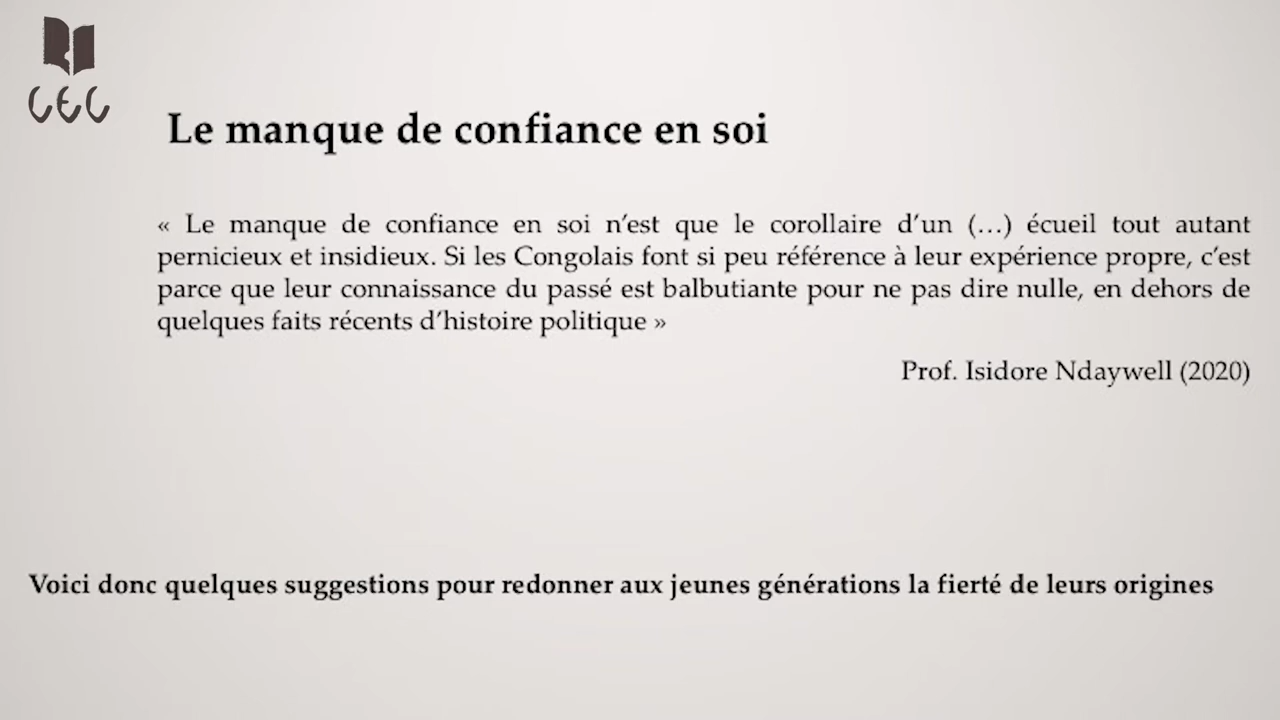 CEC
Le manque de confiance en soi
« Le manque de confiance en soi n’est que le corollaire d’un (…) écueil tout autant
pernicieux et insidieux. Si les Congolais font si peu référence à leur expérience propre, c’est
parce que leur connaissance du passé est balbutiante pour ne pas dire nulle, en dehors de
quelques faits récents d’histoire politique »
Prof. Isidore Ndaywell (2020)
Voici donc quelques suggestions pour redonner aux jeunes générations la fierté de leurs origines